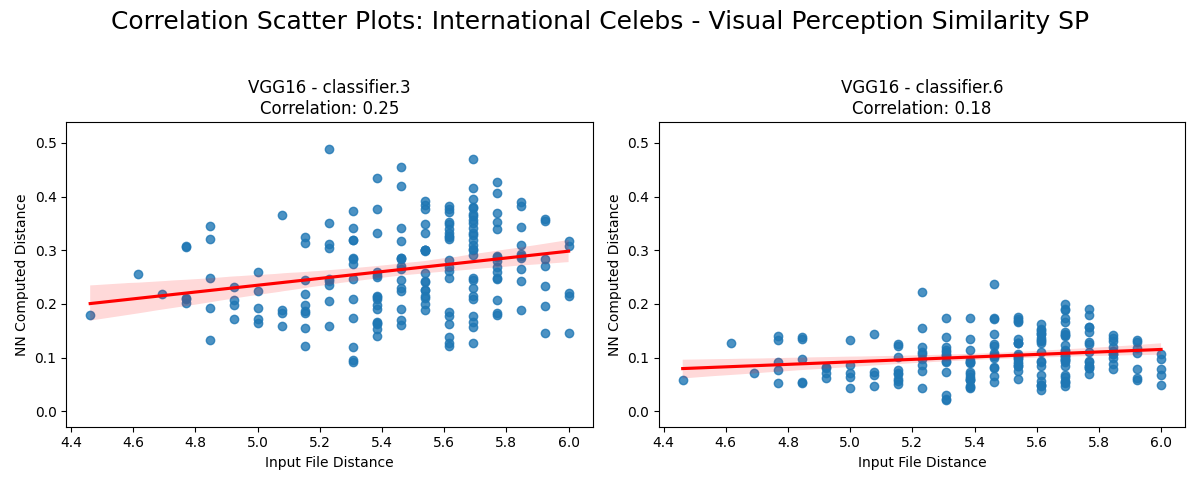 Correlation Scatter Plots: International Celebs - Visual Perception Similarity SP
VGG16 - classifier.3
Correlation: 0.25
NN Computed Distance
0.5
0.4
0.3
0.2
0.1
0.0
4.4 4.6 4.8 5.0 5.2 5.4 5.6 5.8 6.0
Input File Distance
VGG16 - classifier.6
Correlation: 0.18
NN Computed Distance
0.5
0.4
0.3
0.2
0.1
0.0
4.4 4.6 4.8 5.0 5.2 5.4 5.6 5.8 6.0
Input File Distance